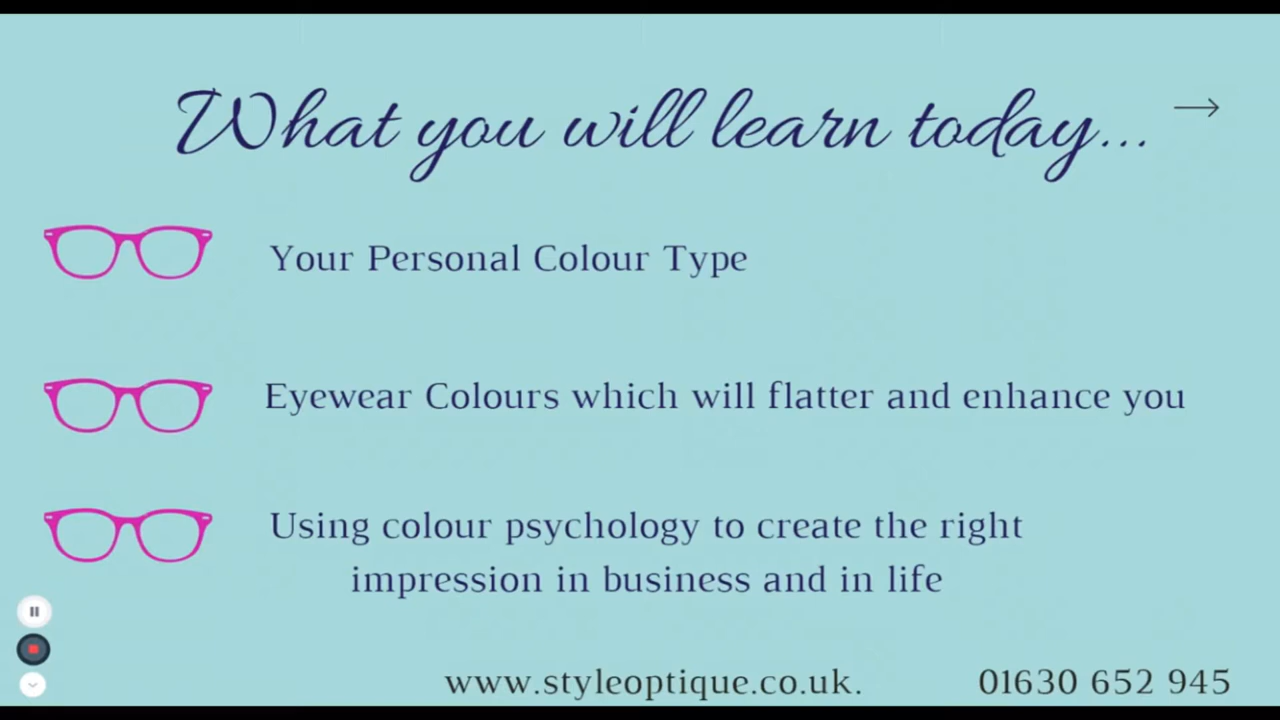 What you will learn today...
Your Personal Colour Type
Eyewear Colours which will flatter and enhance you
Using colour psychology to create the right
impression in business and in life
www.styleoptique.co.uk. 01630 652 945